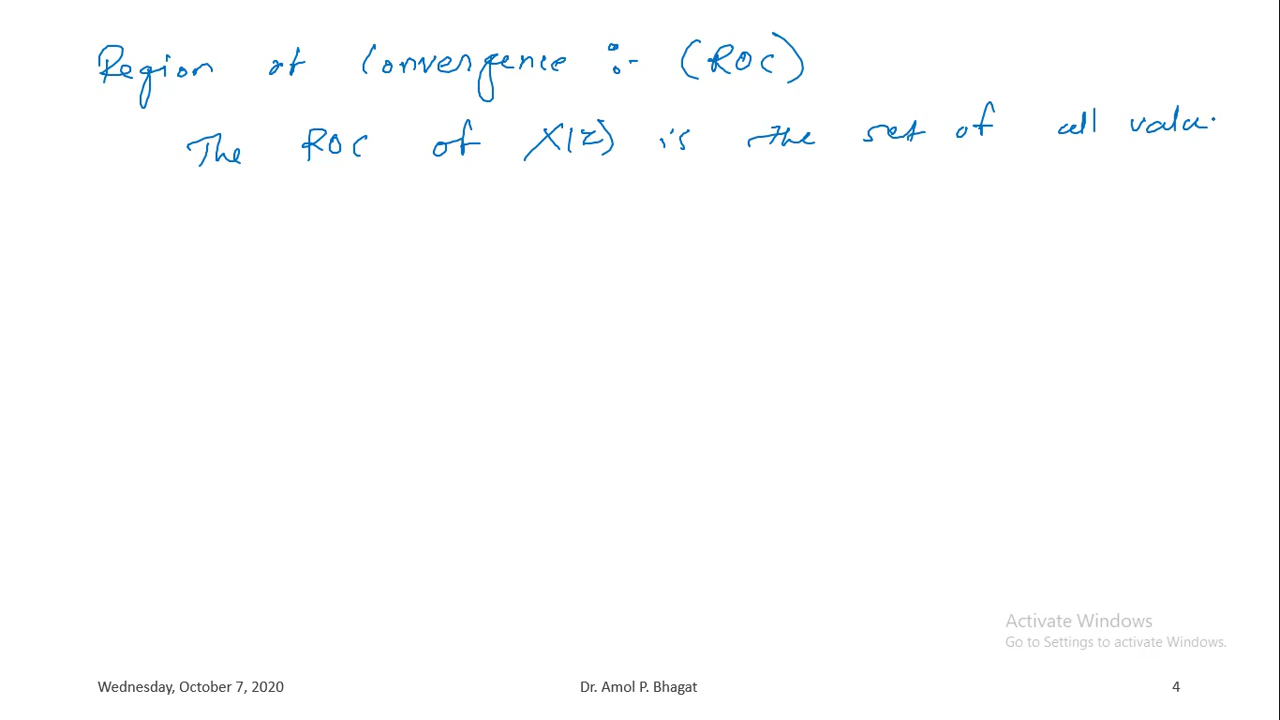 Region of Convergence :- (ROC)
The ROC of X(z) is the set of all value
Activate Windows
Go to Settings to activate Windows.
Wednesday, October 7, 2020 Dr. Amol P. Bhagat 4